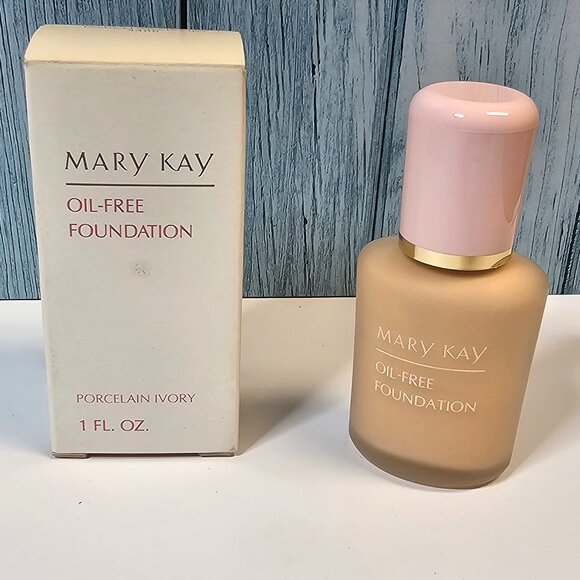 MARY KAY
OIL-FREE
FOUNDATION
PORCELAIN IVORY
1 FL. OZ.
MARY KAY
OIL-FREE
FOUNDATION